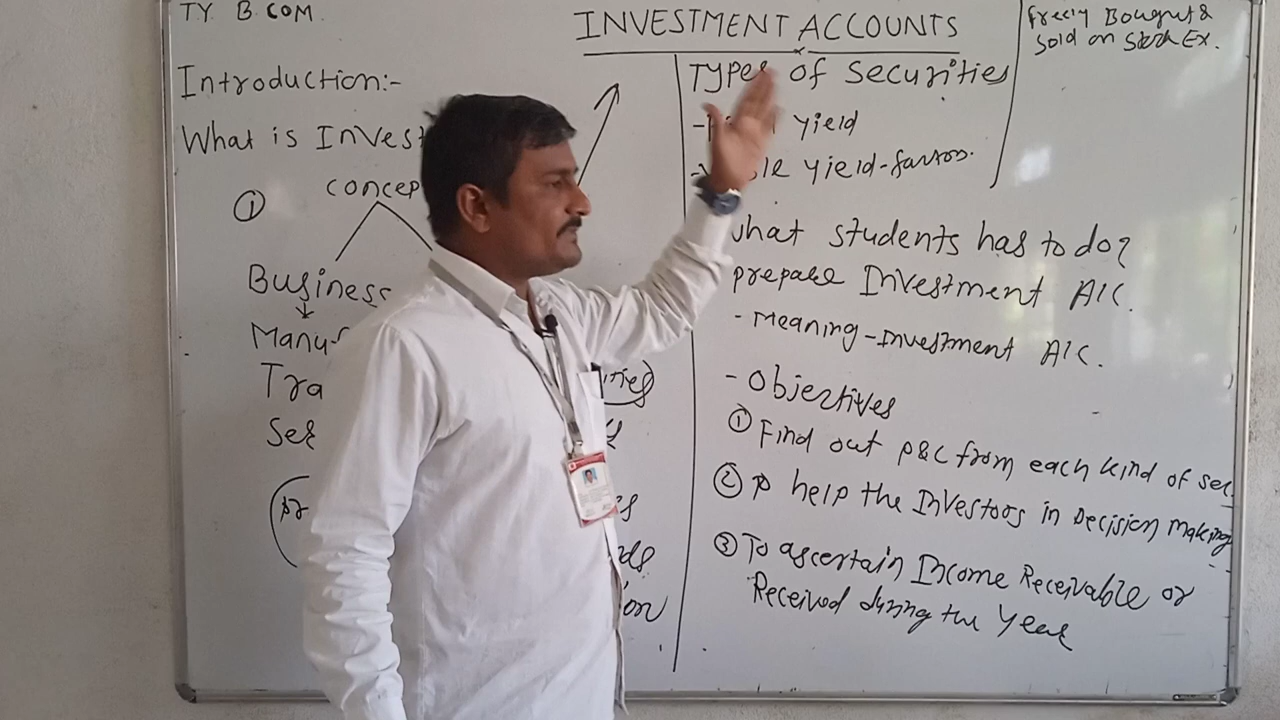 T.Y. B.COM.
INVESTMENT ACCOUNTS
Freely Bought &
sold on Stock Ex.
Introduction:-
What is Invest
①
concep
Business
Manu-
Tra
Ser
Types of Securities
yield
yield-
what students has to do?
prepare Investment A/C.
- Meaning-Investment A/C.
- Objectives
① Find out P&L from each kind of sec.
② To help the Investors in Decision Making
③ To ascertain Income Receivable or
Received during the Year